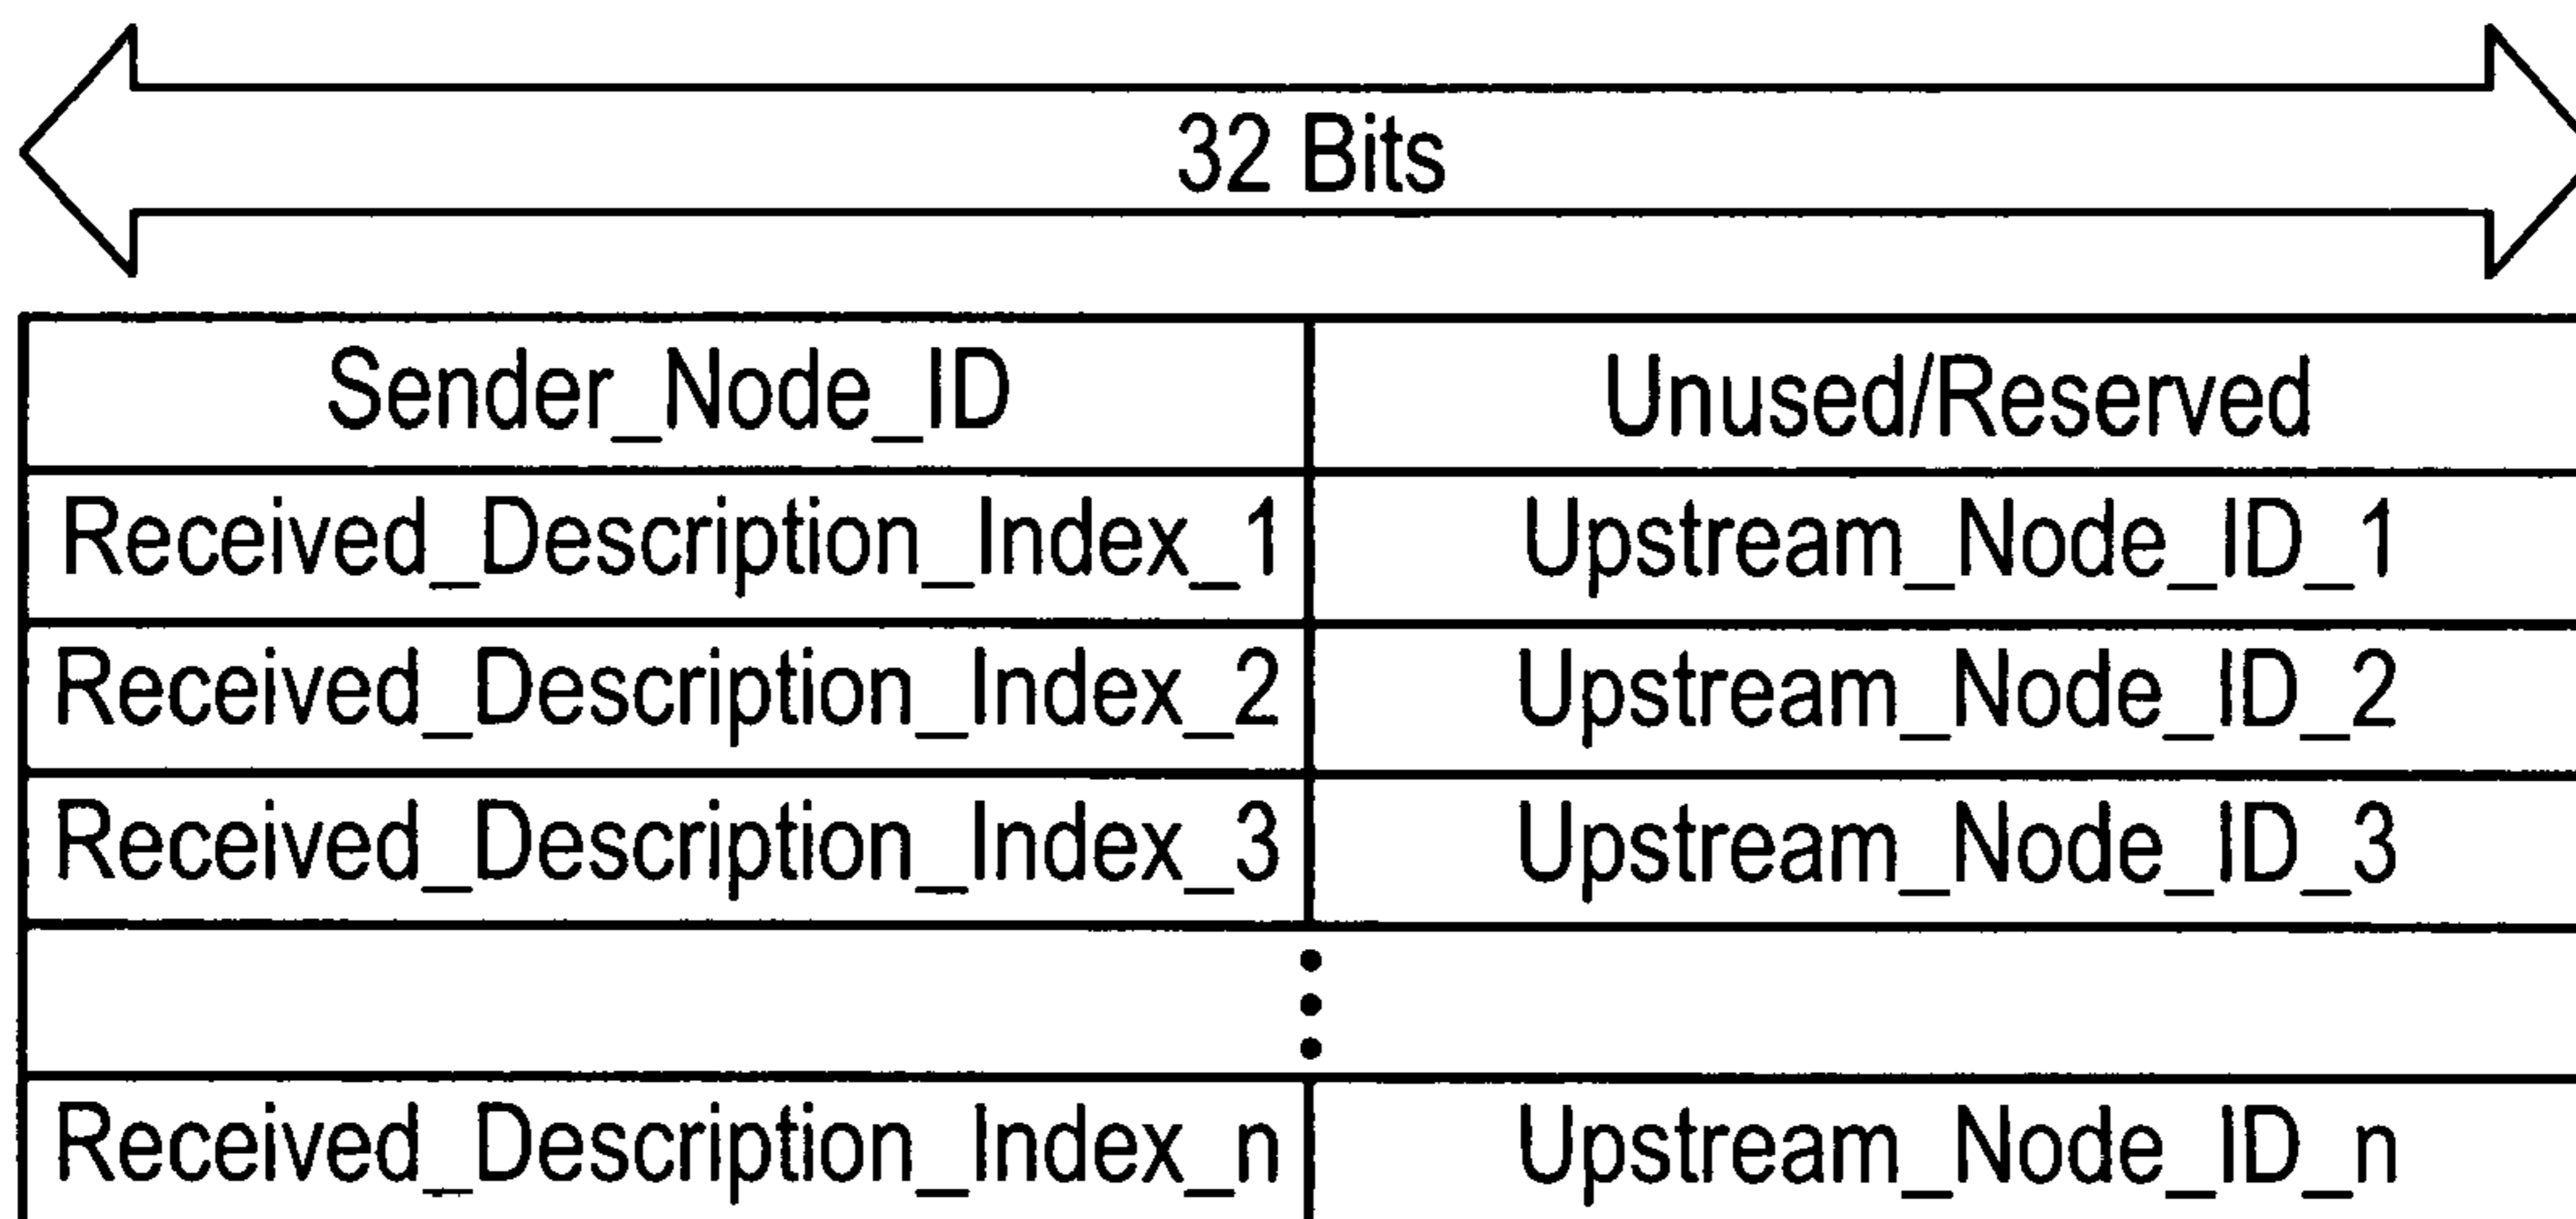 32 Bits
Sender_Node_ID Unused/Reserved
Received_Description_Index_1 Upstream_Node_ID_1
Received_Description_Index_2 Upstream_Node_ID_2
Received_Description_Index_3 Upstream_Node_ID_3
Received_Description_Index_n Upstream_Node_ID_n